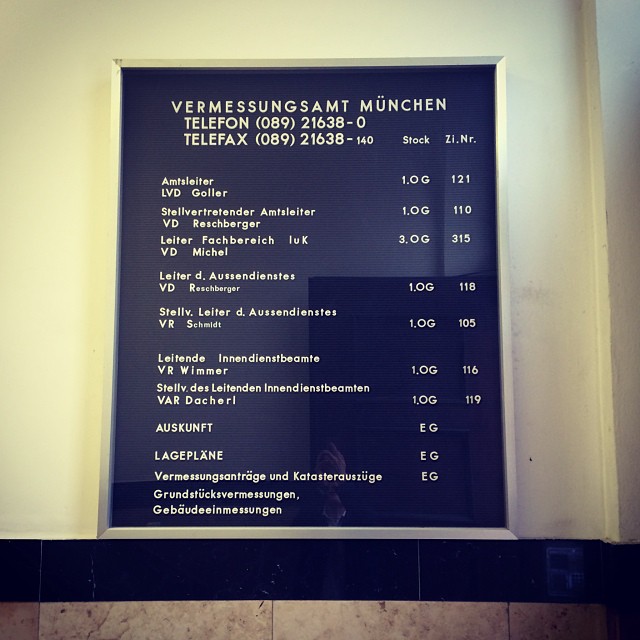 VERMESSUNGSAMT MÜNCHEN
TELEFON (089) 21638-0
TELEFAX (089) 21638-140 Stock Zi.Nr.
Amtsleiter 1.OG 121
LVD Goller
Stellvertretender Amtsleiter 1.OG 110
VD Reschberger
Leiter Fachbereich IuK 3.OG 315
VD Michel
Leiter d. Aussendienstes
VD Raschberger 1.OG 118
Stellv. Leiter d. Aussendienstes
VR Schmidt 1.OG 105
Leitende Innendienstbeamte
VR Wimmer 1.OG 116
Stellv. des Leitenden Innendienstbeamten
VAR Dacherl 1.OG 119
AUSKUNFT EG
LAGEPLÄNE EG
Vermessungsanträge und Katasterauszüge EG
Grundstücksvermessungen,
Gebäudeeinmessungen